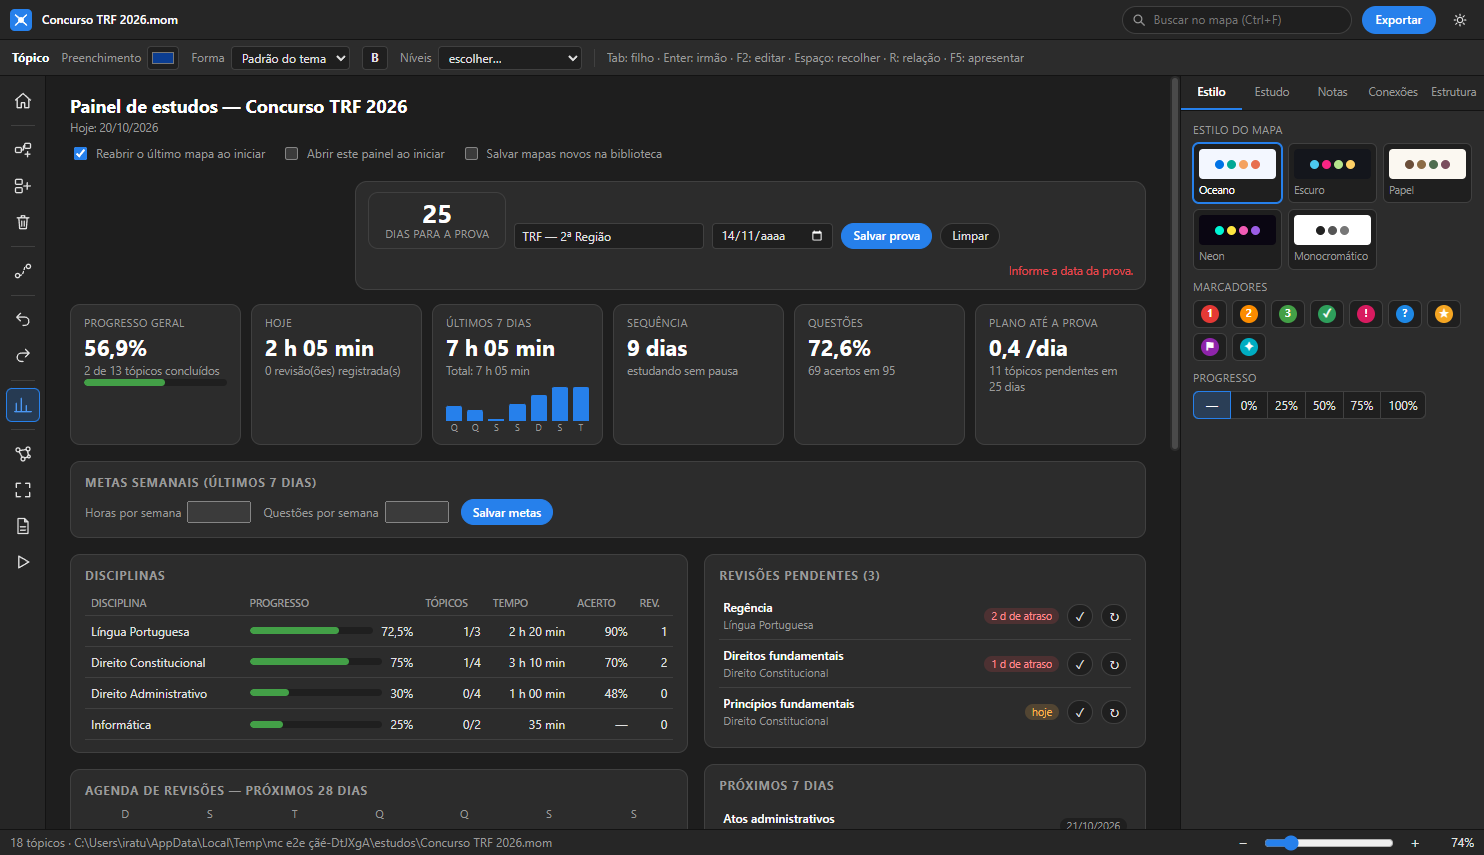 Concurso TRF 2026.mom
Buscar no mapa (Ctrl+F)
Exportar
Tópico Preenchimento Forma Padrão do tema B Níveis escolher... Tab: filho · Enter: irmão · F2: editar · Espaço: recolher · R: relação · F5: apresentar
Painel de estudos — Concurso TRF 2026
Hoje: 20/10/2026
Reabrir o último mapa ao iniciar Abrir este painel ao iniciar Salvar mapas novos na biblioteca
25
DIAS PARA A PROVA
TRF — 2ª Região 14/11/aaaa Salvar prova Limpar
Informe a data da prova.
PROGRESSO GERAL
56,9%
2 de 13 tópicos concluídos
HOJE
2 h 05 min
0 revisão(ões) registrada(s)
ÚLTIMOS 7 DIAS
7 h 05 min
Total: 7 h 05 min
Q Q S S D S T
SEQUÊNCIA
9 dias
estudando sem pausa
QUESTÕES
72,6%
69 acertos em 95
PLANO ATÉ A PROVA
0,4 /dia
11 tópicos pendentes em
25 dias
METAS SEMANAIS (ÚLTIMOS 7 DIAS)
Horas por semana Questões por semana Salvar metas
DISCIPLINAS
DISCIPLINA PROGRESSO TÓPICOS TEMPO ACERTO REV.
Língua Portuguesa 72,5% 1/3 2 h 20 min 90% 1
Direito Constitucional 75% 1/4 3 h 10 min 70% 2
Direito Administrativo 30% 0/4 1 h 00 min 48% 0
Informática 25% 0/2 35 min — 0
REVISÕES PENDENTES (3)
Regência
Língua Portuguesa
2 d de atraso ✓ ↻
Direitos fundamentais
Direito Constitucional
1 d de atraso ✓ ↻
Princípios fundamentais
Direito Constitucional
hoje ✓ ↻
AGENDA DE REVISÕES — PRÓXIMOS 28 DIAS
D S T Q Q S S
PRÓXIMOS 7 DIAS
Atos administrativos
21/10/2026
Estilo Estudo Notas Conexões Estrutura
ESTILO DO MAPA
Oceano Escuro Papel
Neon Monocromático
MARCADORES
1 2 3 ✓ ! ? ★
PROGRESSO
— 0% 25% 50% 75% 100%
18 tópicos · C:\Users\iratu\AppData\Local\Temp\mc e2e çãé-DtJXgA\estudos\Concurso TRF 2026.mom
− + 74%